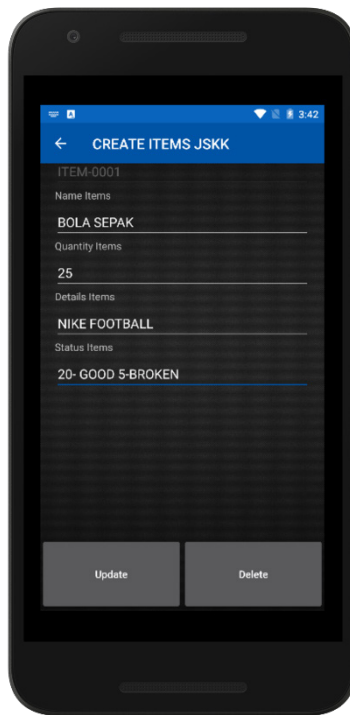 3:42
CREATE ITEMS JSKK
ITEM-0001
Name Items
BOLA SEPAK
Quantity Items
25
Details Items
NIKE FOOTBALL
Status Items
20- GOOD 5-BROKEN
Update Delete